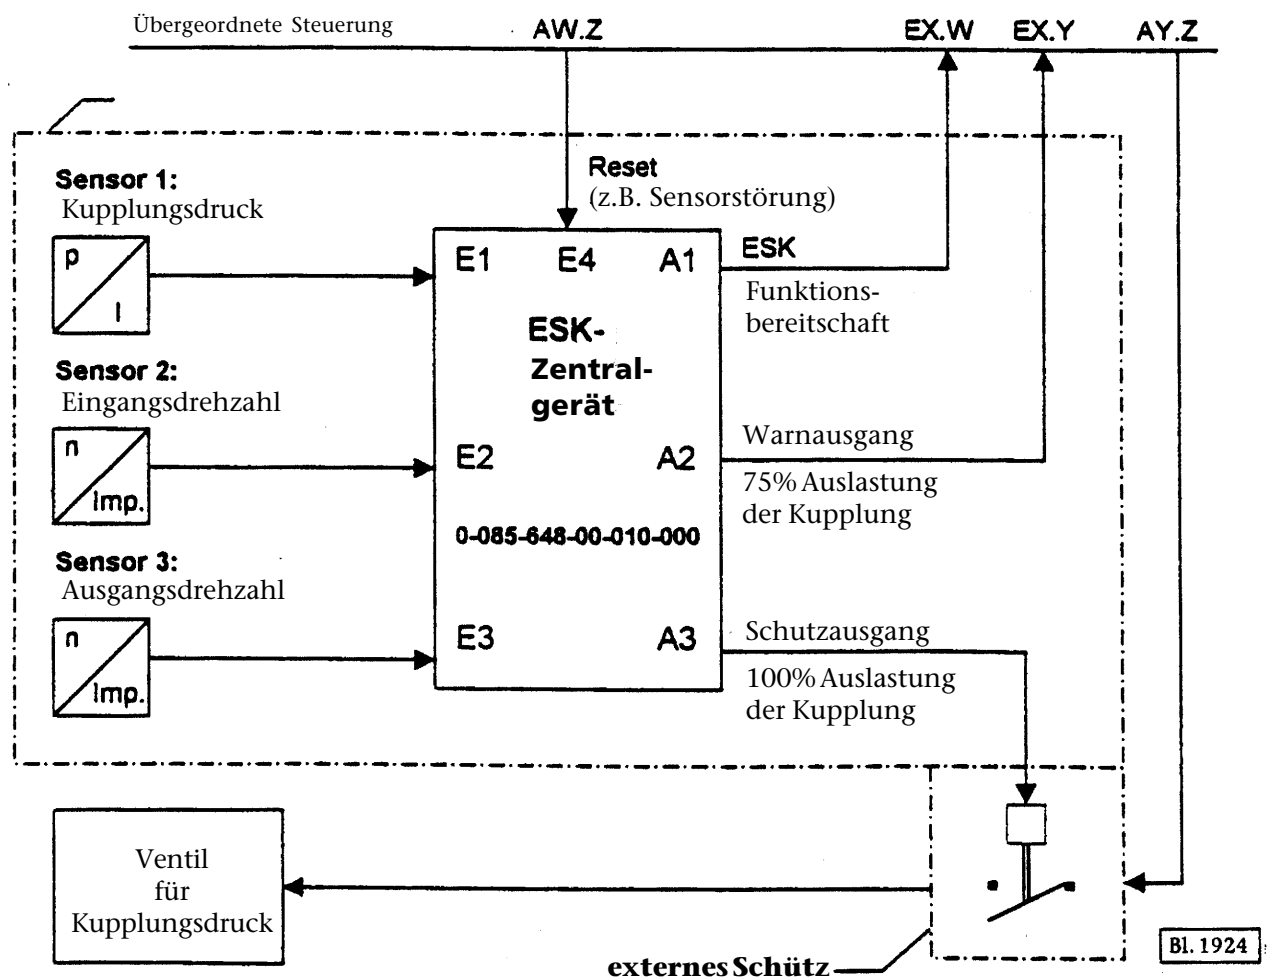 Übergeordnete Steuerung
AW.Z
EX.W
EX.Y
AY.Z
Sensor 1:
Kupplungsdruck
p
I
Reset
(z.B. Sensorstörung)
E1
E4
A1
ESK
Funktions-
bereitschaft
ESK-
Zentral-
gerät
Sensor 2:
Eingangsdrehzahl
n
Imp.
E2
A2
Warnausgang
75% Auslastung
der Kupplung
0-085-648-00-010-000
Sensor 3:
Ausgangsdrehzahl
n
Imp.
E3
A3
Schutzausgang
100% Auslastung
der Kupplung
Ventil
für
Kupplungsdruck
externes Schütz
Bl. 1924